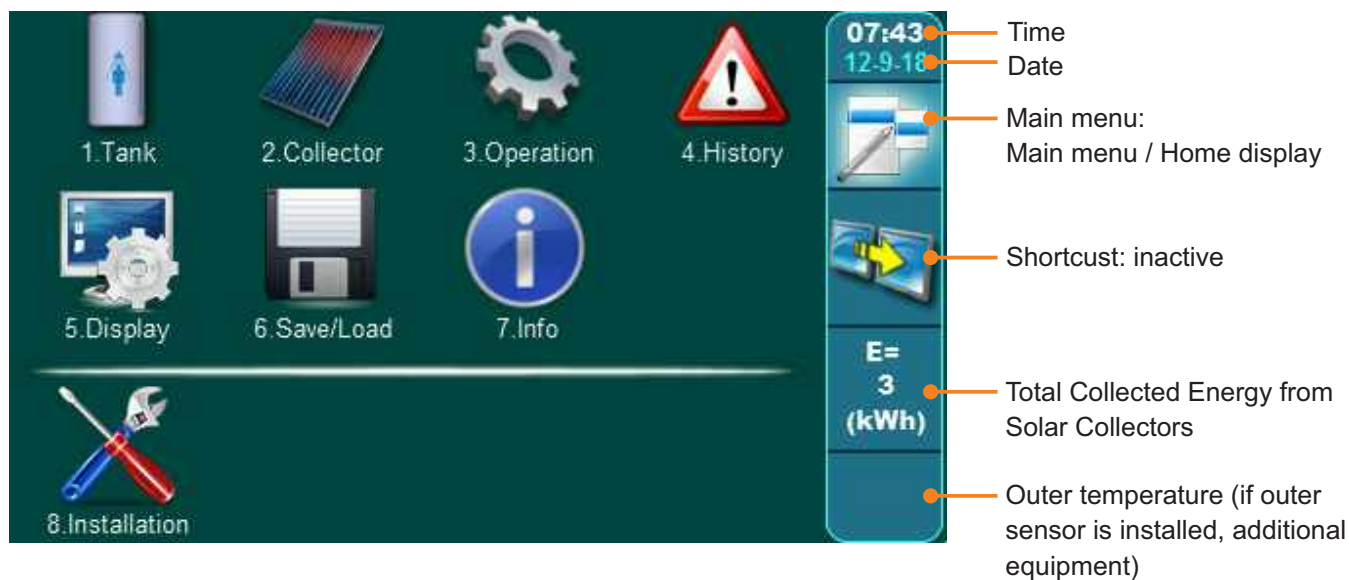 07:43
12-9-18
Time
Date
1.Tank
2.Collector
3.Operation
4.History
Main menu:
Main menu / Home display
5.Display
6.Save/Load
7.Info
Shortcust: inactive
E=
3
(kWh)
Total Collected Energy from
Solar Collectors
8.Installation
Outer temperature (if outer
sensor is installed, additional
equipment)